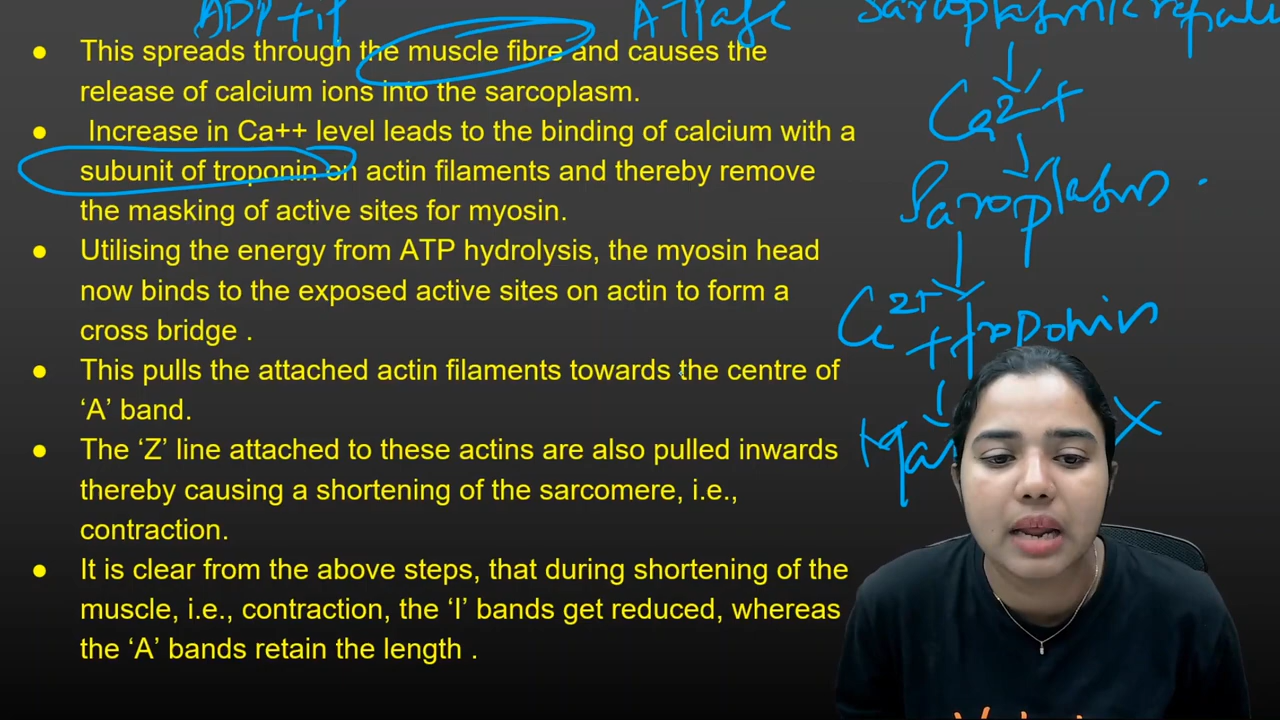 ADP + iP ATPase Sarcoplasmic
This spreads through the muscle fibre and causes the
release of calcium ions into the sarcoplasm.
Increase in Ca++ level leads to the binding of calcium with a
subunit of troponin on actin filaments and thereby remove
the masking of active sites for myosin.
Utilising the energy from ATP hydrolysis, the myosin head
now binds to the exposed active sites on actin to form a
cross bridge .
This pulls the attached actin filaments towards the centre of
‘A’ band.
The ‘Z’ line attached to these actins are also pulled inwards
thereby causing a shortening of the sarcomere, i.e.,
contraction.
It is clear from the above steps, that during shortening of the
muscle, i.e., contraction, the ‘I’ bands get reduced, whereas
the ‘A’ bands retain the length .
Ca2+
Saroplasm
Ca2+
+troponin
X